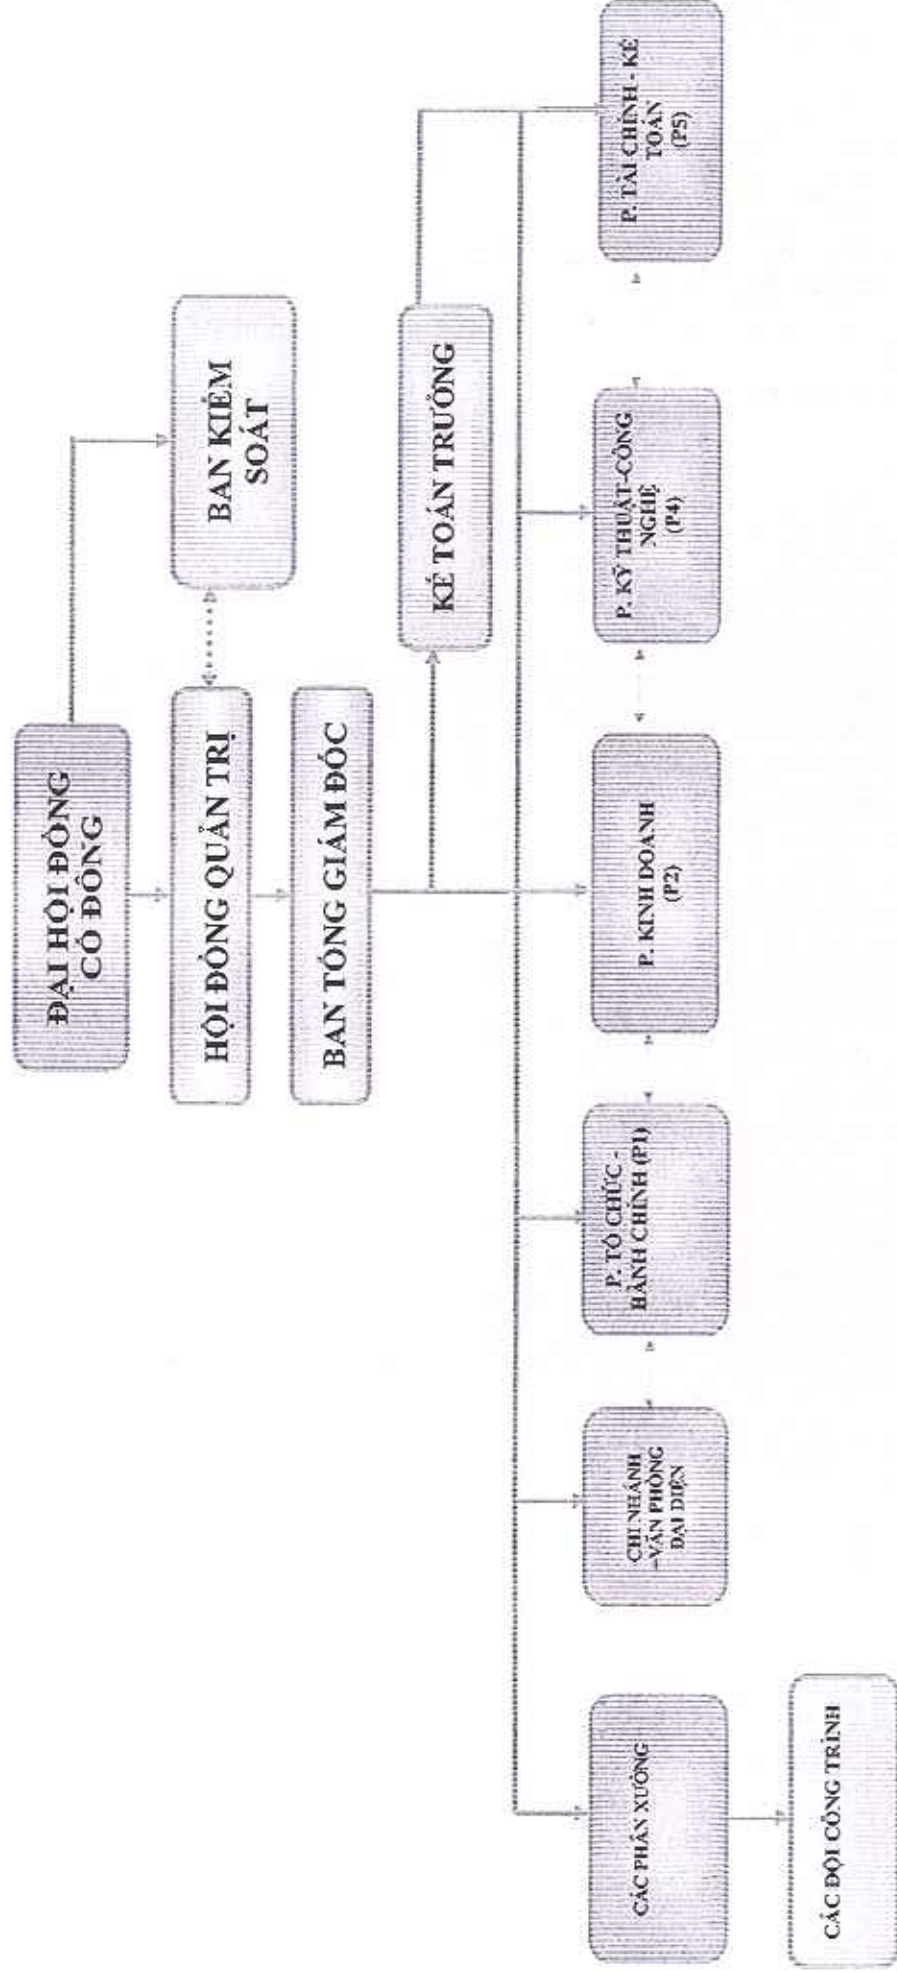 ĐẠI HỘI ĐỒNG
CỔ ĐÔNG
HỘI ĐỒNG QUẢN TRỊ
BAN KIỂM
SOÁT
BAN TỔNG GIÁM ĐỐC
KẾ TOÁN TRƯỞNG
CÁC PHÂN XƯỞNG
CHI NHÁNH
–VĂN PHÒNG
ĐẠI DIỆN
P. TỔ CHỨC -
HÀNH CHÍNH (P1)
P. KINH DOANH
(P2)
P. KỸ THUẬT-CÔNG
NGHỆ
(P4)
P. TÀI CHÍNH - KẾ
TOÁN
(P5)
CÁC ĐỘI CÔNG TRÌNH